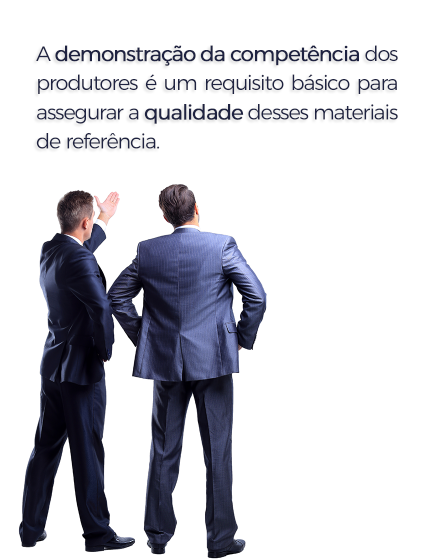 A demonstração da competência dos
produtores é um requisito básico para
assegurar a qualidade desses materiais
de referência.